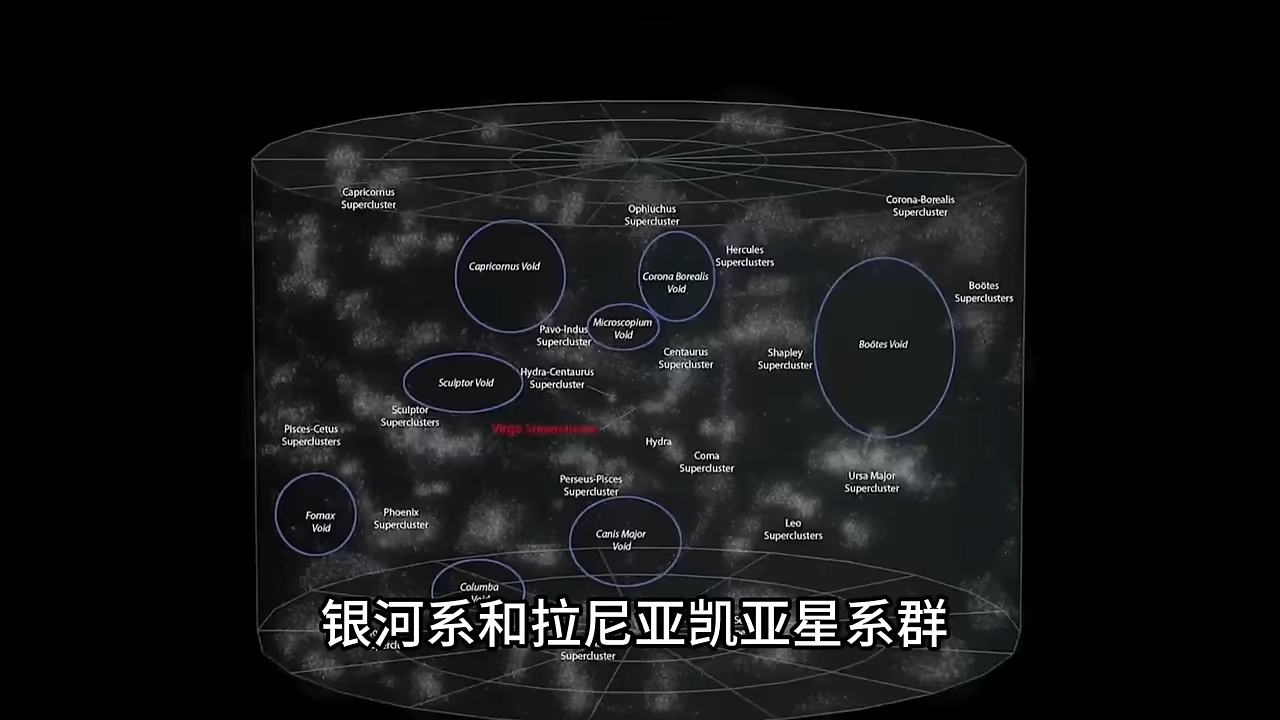 Capricornus
Supercluster
Ophiuchus
Supercluster
Corona-Borealis
Supercluster
Capricornus Void
Corona Borealis
Void
Hercules
Superclusters
Boötes
Superclusters
Microscopium
Void
Pavo-Indus
Supercluster
Boötes Void
Centaurus
Supercluster
Shapley
Supercluster
Sculptor Void
Hydra-Centaurus
Supercluster
Sculptor
Superclusters
Pisces-Cetus
Superclusters
Virgo Supercluster
Hydra
Coma
Supercluster
Perseus-Pisces
Supercluster
Ursa Major
Supercluster
Fornax
Void
Phoenix
Supercluster
Canis Major
Void
Leo
Superclusters
Columba
银河系和拉尼亚凯亚星系群
Supercluster